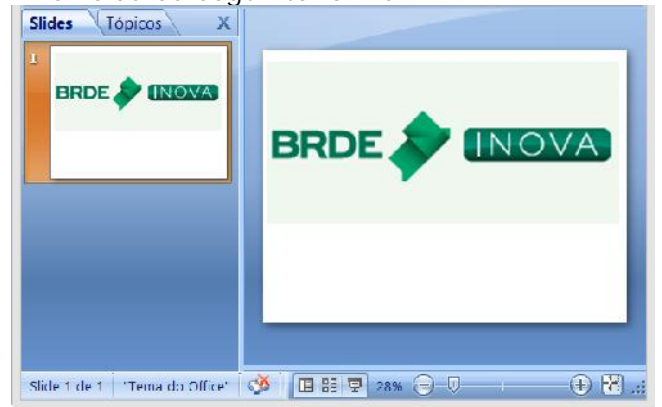 Slides Tópicos X
1
BRDE INOVA
BRDE INOVA
Slide 1 de 1 "Tema do Office" 28%